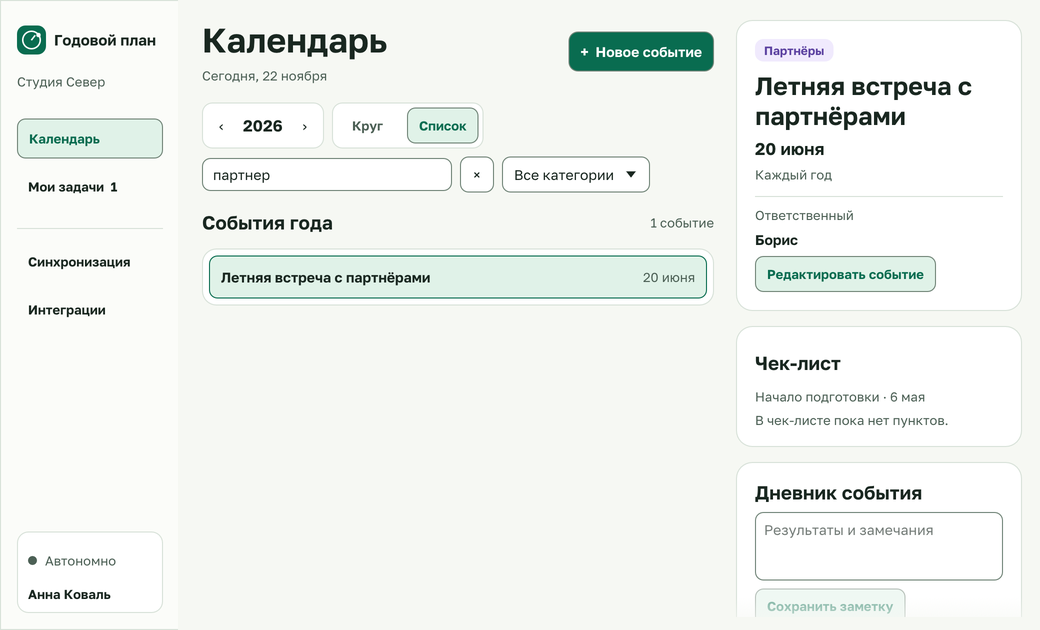 Годовой план
Студия Север
Календарь
Мои задачи 1
Синхронизация
Интеграции
Автономно
Анна Коваль
Календарь
Сегодня, 22 ноября
+ Новое событие
‹ 2026 ›
Круг
Список
партнер
×
Все категории ▼
События года
1 событие
Летняя встреча с партнёрами
20 июня
Партнёры
Летняя встреча с
партнёрами
20 июня
Каждый год
Ответственный
Борис
Редактировать событие
Чек-лист
Начало подготовки · 6 мая
В чек-листе пока нет пунктов.
Дневник события
Результаты и замечания
Сохранить заметку